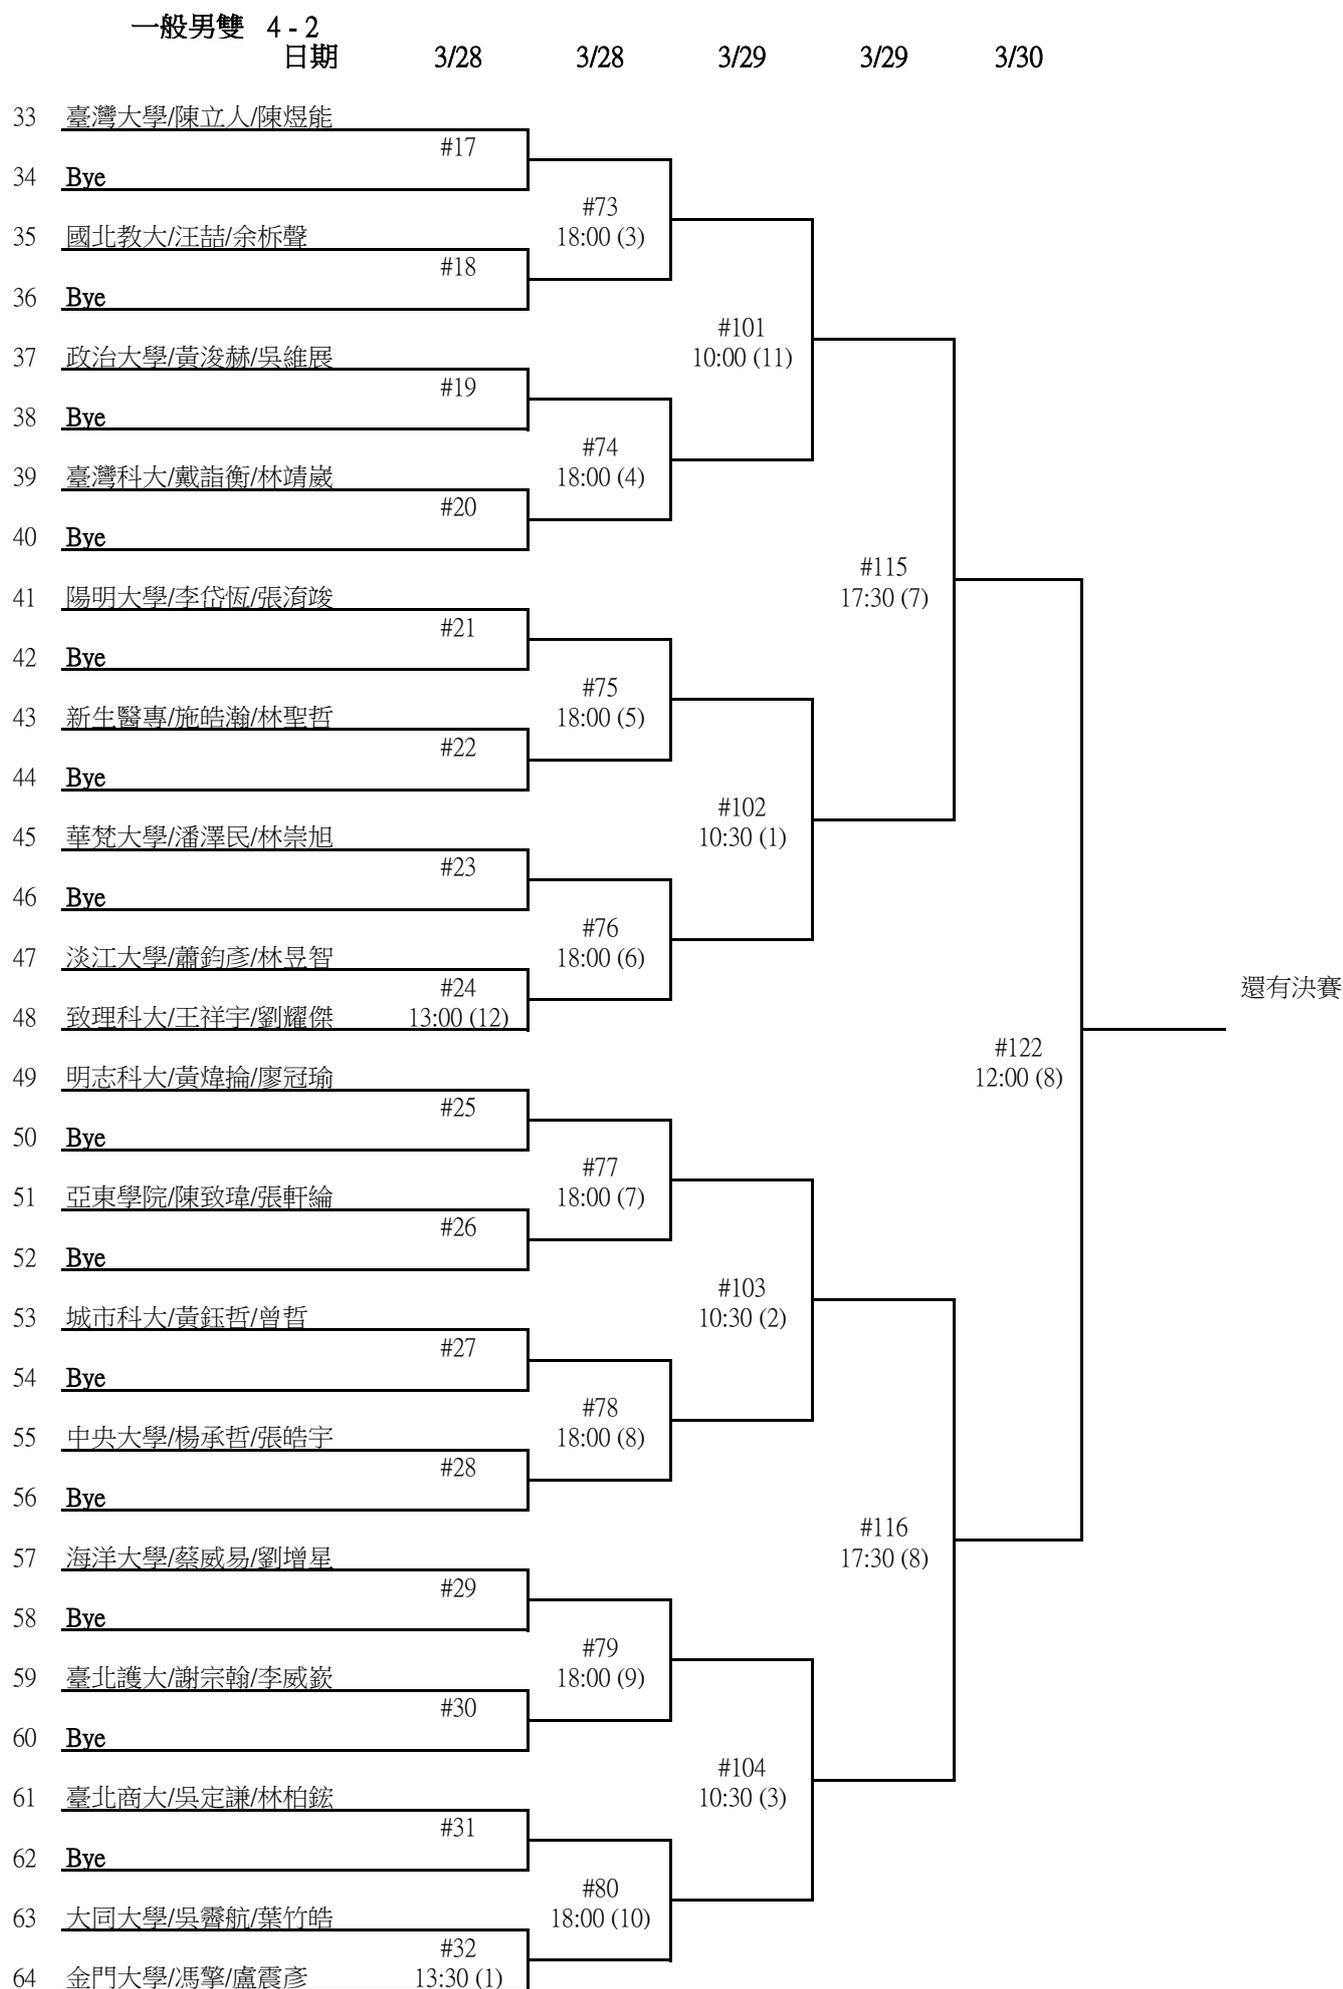 一般男雙 4 - 2
日期 3/28 3/28 3/29 3/29 3/30
33 臺灣大學/陳立人/陳煜能
#17
34 Bye
#73
35 國北教大/汪喆/余柝聲 18:00 (3)
#18
36 Bye
#101
37 政治大學/黃浚赫/吳維展 10:00 (11)
#19
38 Bye
#74
39 臺灣科大/戴詣衡/林靖崴 18:00 (4)
#20
40 Bye
#115
41 陽明大學/李岱恆/張淯竣 17:30 (7)
#21
42 Bye
#75
43 新生醫專/施皓瀚/林聖哲 18:00 (5)
#22
44 Bye
#102
45 華梵大學/潘澤民/林崇旭 10:30 (1)
#23
46 Bye
#76
47 淡江大學/蕭鈞彥/林昱智 18:00 (6)
#24 還有決賽
48 致理科大/王祥宇/劉耀傑 13:00 (12)
#122
49 明志科大/黃煒掄/廖冠瑜 12:00 (8)
#25
50 Bye
#77
51 亞東學院/陳致瑋/張軒綸 18:00 (7)
#26
52 Bye
#103
53 城市科大/黃鈺哲/曾哲 10:30 (2)
#27
54 Bye
#78
55 中央大學/楊承哲/張皓宇 18:00 (8)
#28
56 Bye
#116
57 海洋大學/蔡威易/劉增星 17:30 (8)
#29
58 Bye
#79
59 臺北護大/謝宗翰/李威嶔 18:00 (9)
#30
60 Bye
#104
61 臺北商大/吳定謙/林柏鋐 10:30 (3)
#31
62 Bye
#80
63 大同大學/吳霽航/葉竹皓 18:00 (10)
#32
64 金門大學/馮擎/盧震彥 13:30 (1)